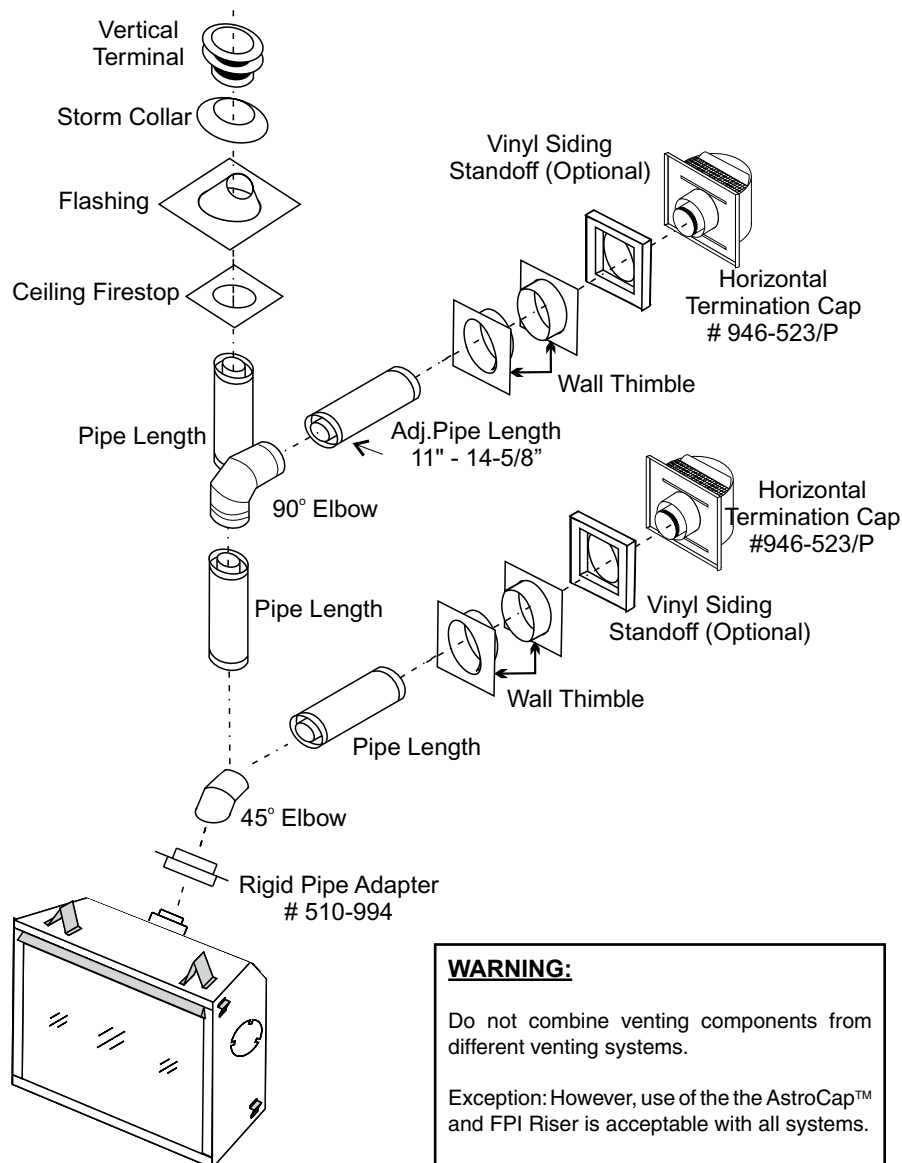 Vertical
Terminal
Storm Collar
Flashing
Ceiling Firestop
Pipe Length
90° Elbow
Adj.Pipe Length
11" - 14-5/8”
Wall Thimble
Vinyl Siding
Standoff (Optional)
Horizontal
Termination Cap
# 946-523/P
Pipe Length
Pipe Length
Wall Thimble
Vinyl Siding
Standoff (Optional)
Horizontal
Termination Cap
#946-523/P
45° Elbow
Rigid Pipe Adapter
# 510-994
WARNING:
Do not combine venting components from
different venting systems.
Exception: However, use of the the AstroCap™
and FPI Riser is acceptable with all systems.